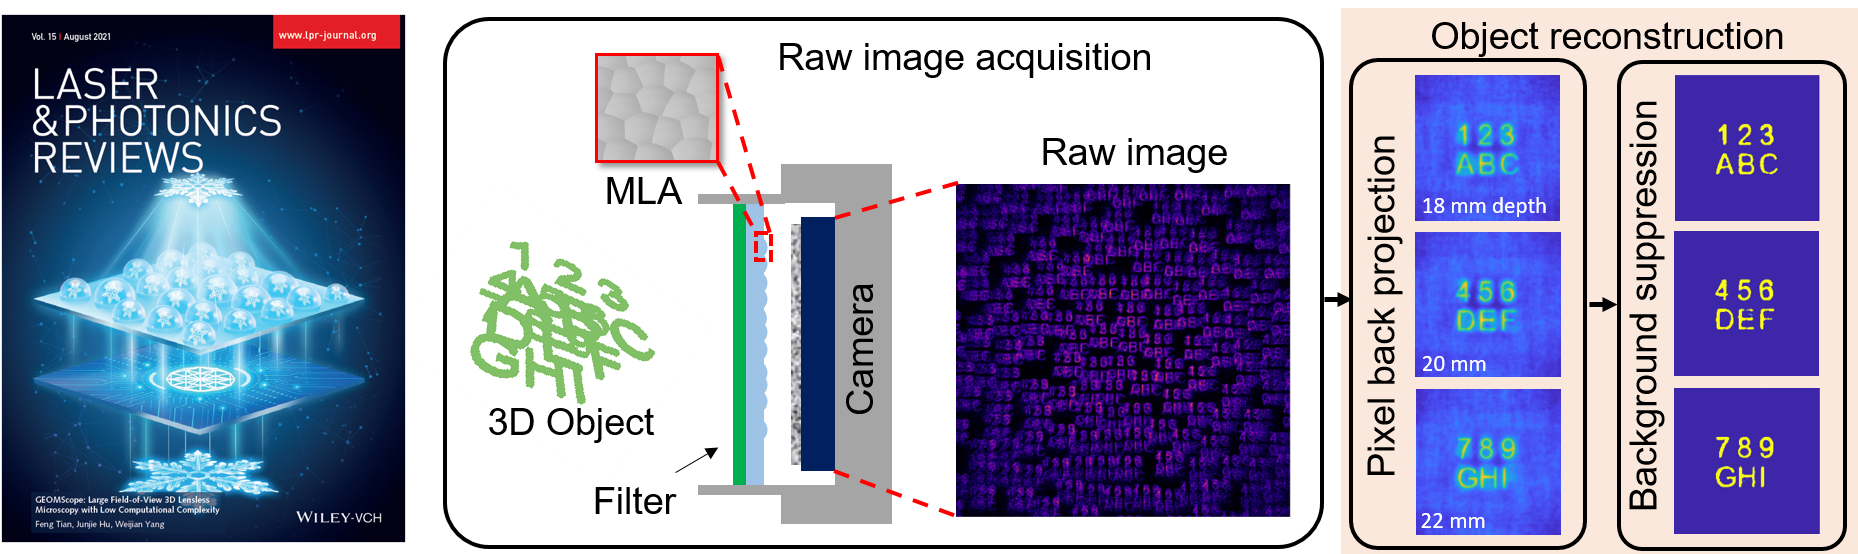 Vol. 15 | August 2021
www.lpr-journal.org
LASER
&PHOTONICS
REVIEWS
GEOMScope: Large Field-of-View 3D Lensless
Microscopy with Low Computational Complexity
Feng Tian, Junjie Hu, Weijian Yang
WILEY-VCH
Raw image acquisition
MLA
3D Object
Filter
Camera
Raw image
Object reconstruction
Pixel back projection
1 2 3
ABC
18 mm depth
4 5 6
DEF
20 mm
7 8 9
GHI
22 mm
Background suppression
1 2 3
ABC
4 5 6
DEF
7 8 9
GHI